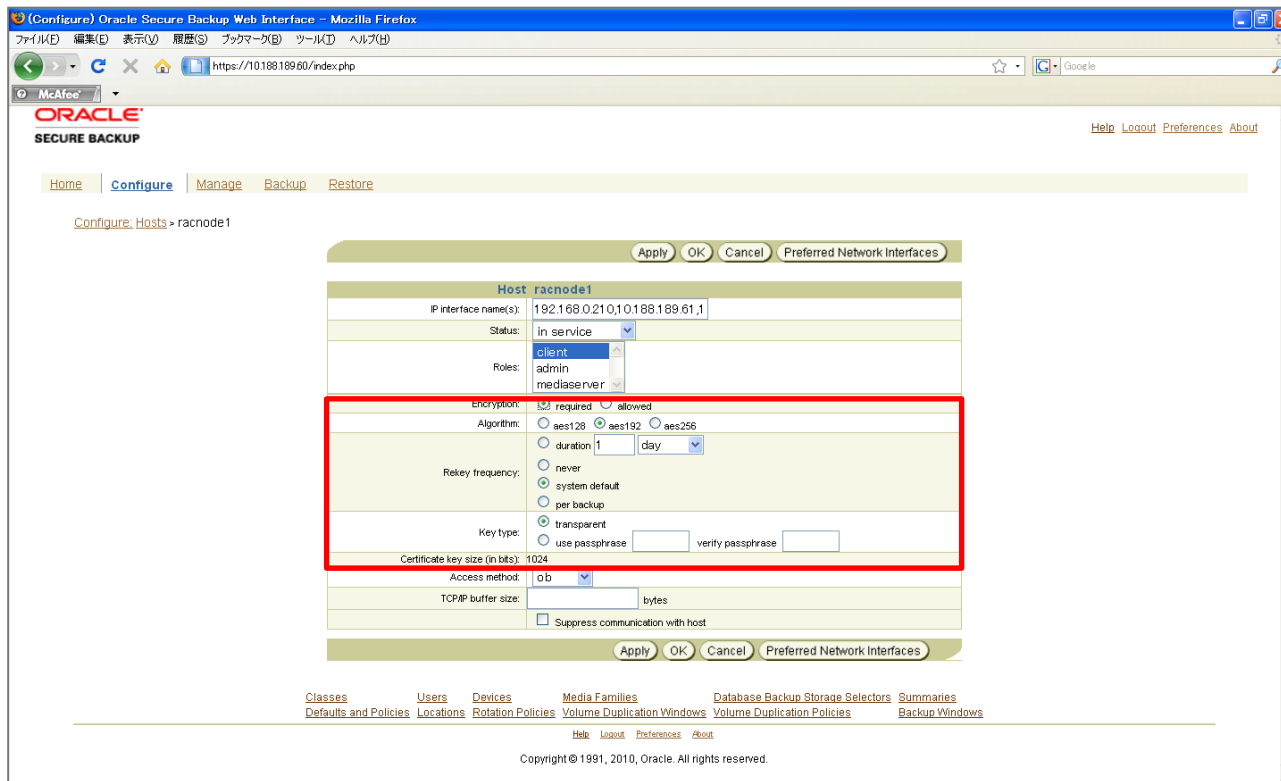 (Configure) Oracle Secure Backup Web Interface - Mozilla Firefox
ファイル(F) 編集(E) 表示(V) 履歴(S) ブックマーク(B) ツール(T) ヘルプ(H)
https://10.188.189.60/index.php
Google
McAfee
ORACLE
SECURE BACKUP
Help Logout Preferences About
Home Configure Manage Backup Restore
Configure: Hosts > racnode1
Apply OK Cancel Preferred Network Interfaces
Host racnode1
IP interface name(s): 192.168.0.210,10.188.189.61,1
Status: in service
Roles: client
admin
mediaserver
Encryption: required allowed
Algorithm: aes128 aes192 aes256
Rekey frequency: duration 1 day
never
system default
per backup
Key type: transparent
use passphrase verify passphrase
Certificate key size (in bits): 1024
Access method: ob
TCP/IP buffer size: bytes
Suppress communication with host
Apply OK Cancel Preferred Network Interfaces
Classes Users Devices Media Families Database Backup Storage Selectors Summaries
Defaults and Policies Locations Rotation Policies Volume Duplication Windows Volume Duplication Policies Backup Windows
Help Logout Preferences About
Copyright © 1991, 2010, Oracle. All rights reserved.